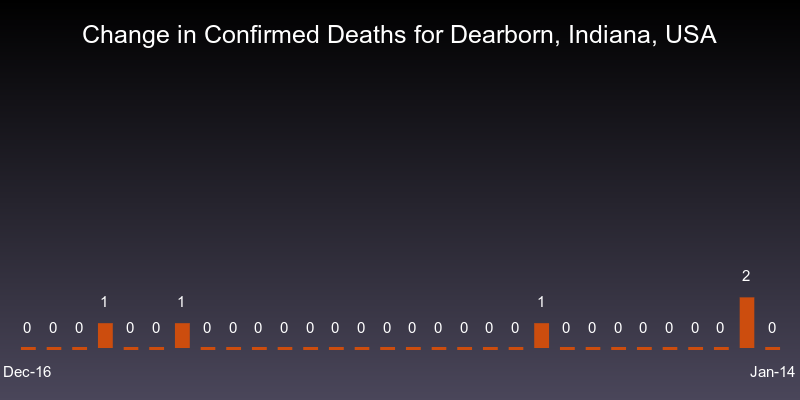 Change in Confirmed Deaths for Dearborn, Indiana, USA
2
1 1 1
0 0 0 0 0 0 0 0 0 0 0 0 0 0 0 0 0 0 0 0 0 0 0 0 0 0
Dec-16 Jan-14